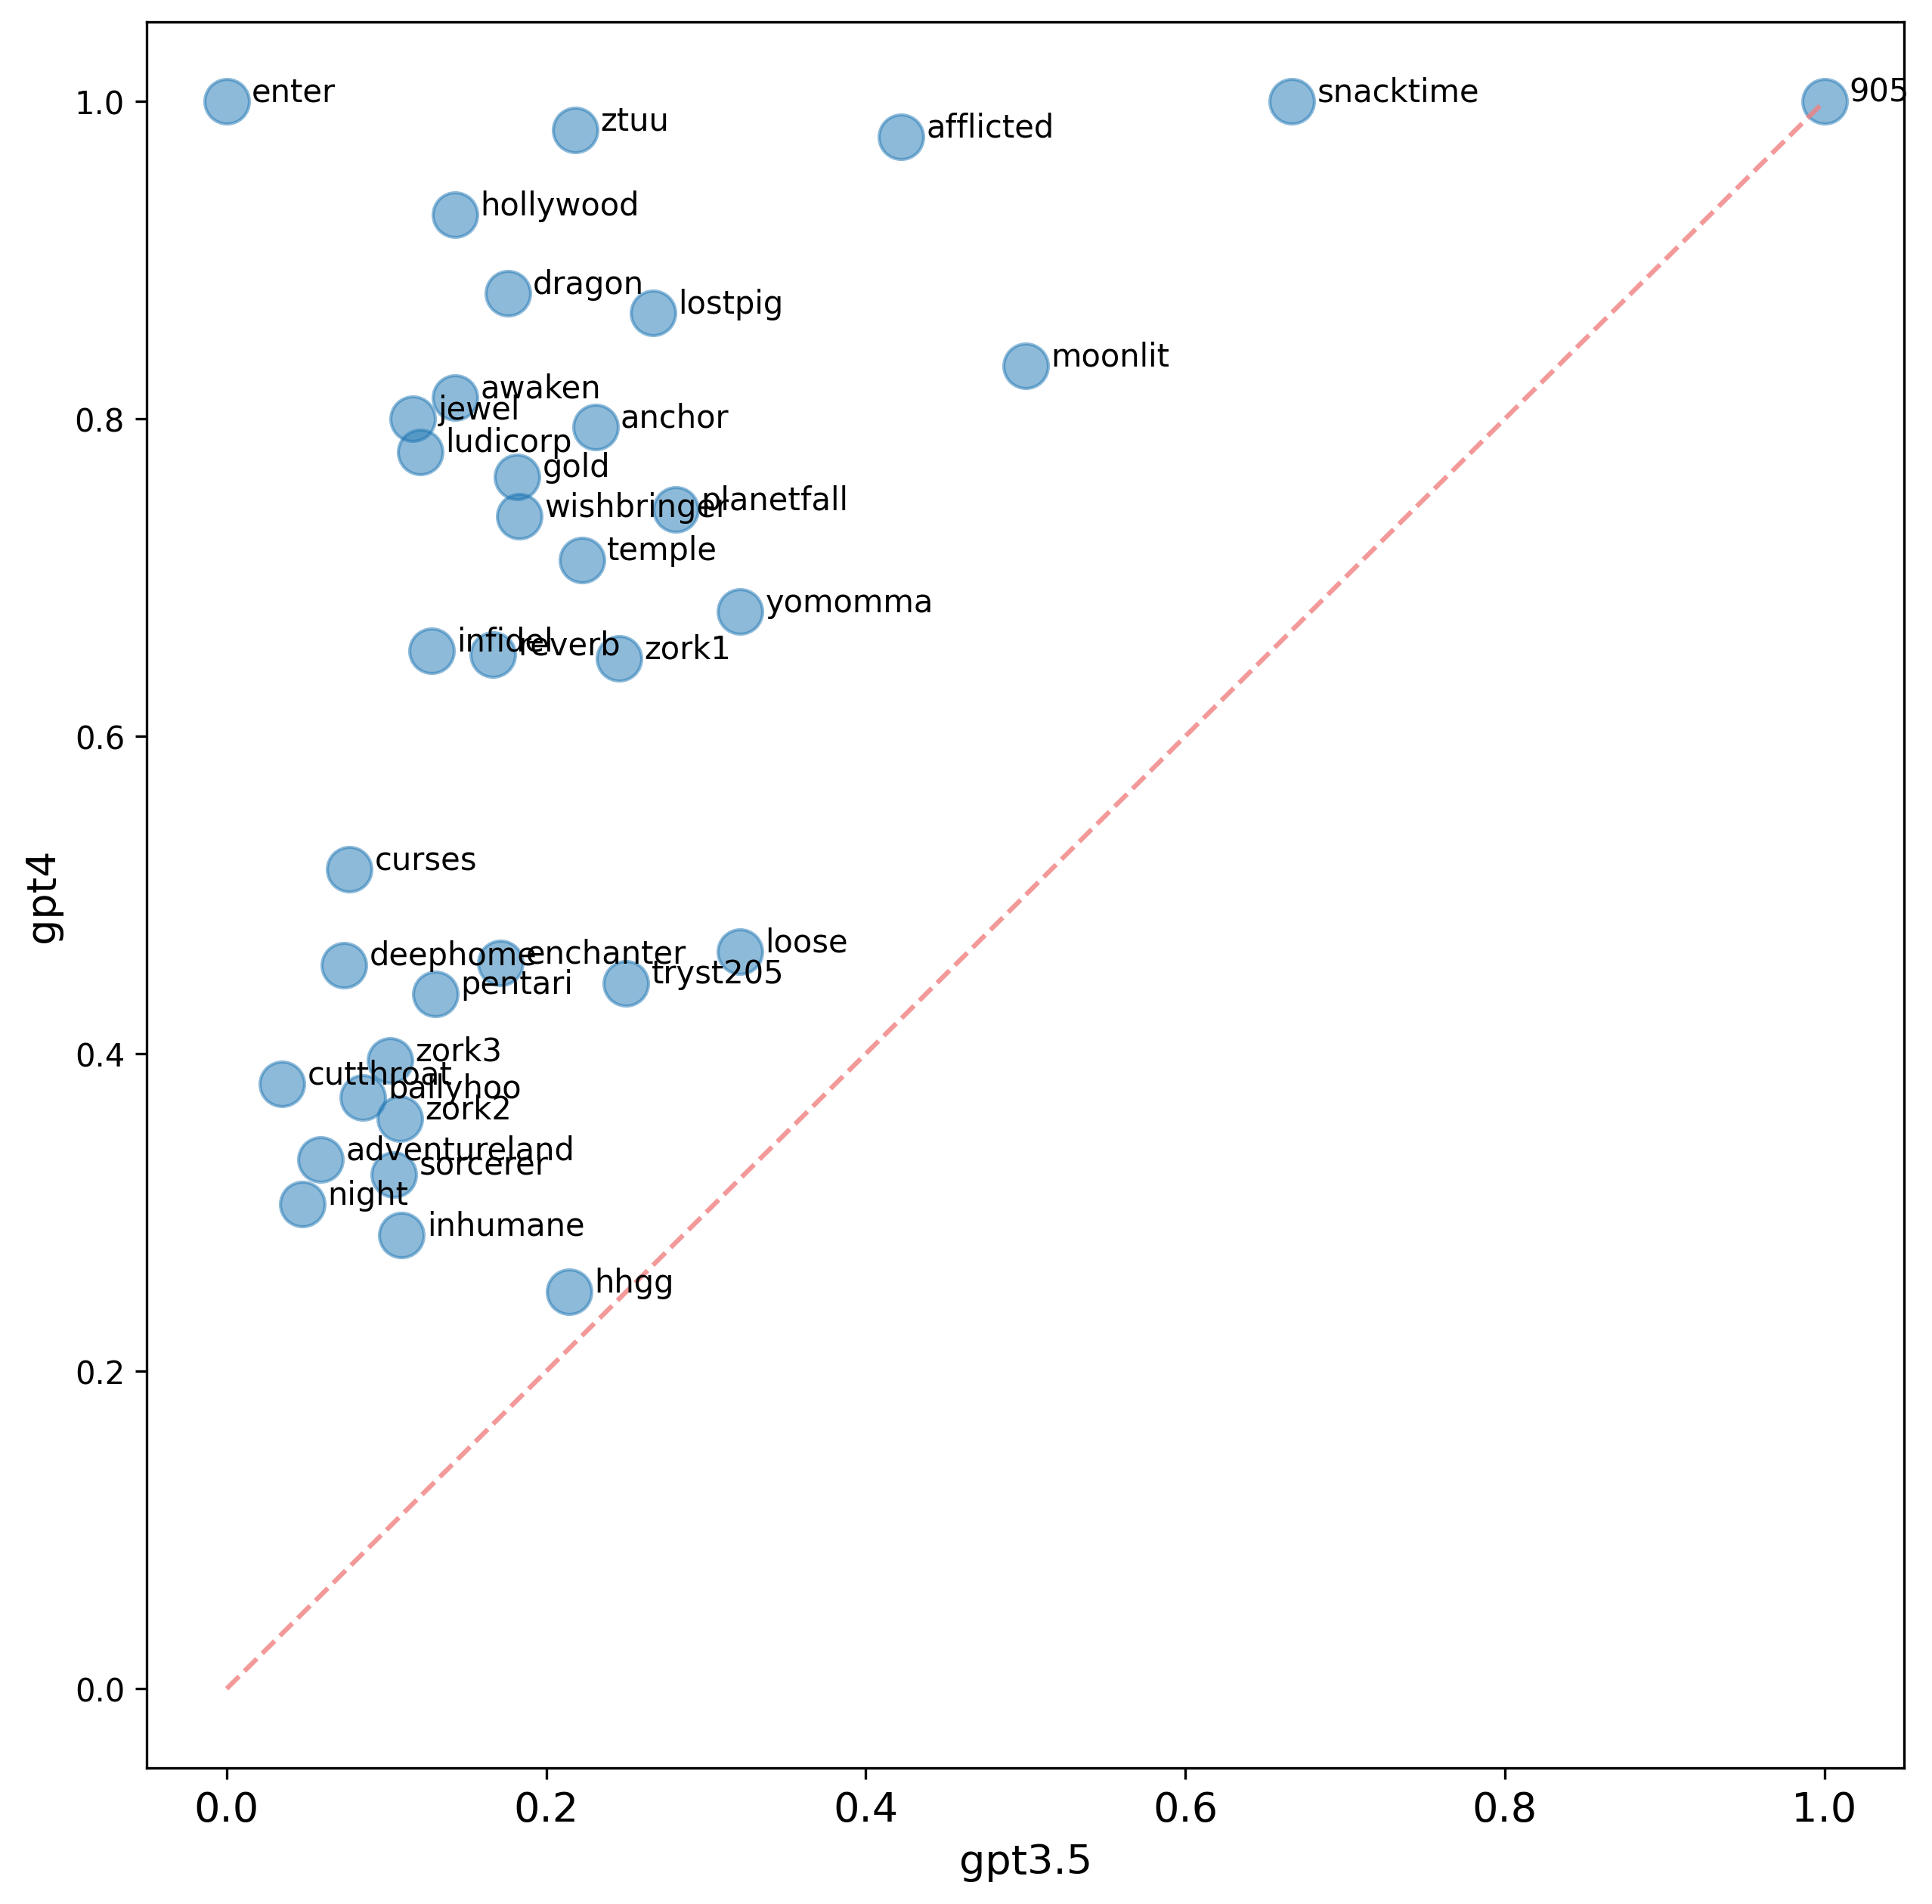 enter
snacktime
905
ztuu
afflicted
hollywood
dragon
lostpig
moonlit
awaken
jewel
anchor
ludicorp
gold
wishbringer
planetfall
temple
yomomma
infidel
reverb
zork1
curses
loose
deephome
enchanter
tryst205
pentari
zork3
cutthroat
ballyhoo
zork2
adventureland
sorcerer
night
inhumane
hhgg
1.0
0.8
0.6
0.4
0.2
0.0
gpt4
0.0
0.2
0.4
0.6
0.8
1.0
gpt3.5